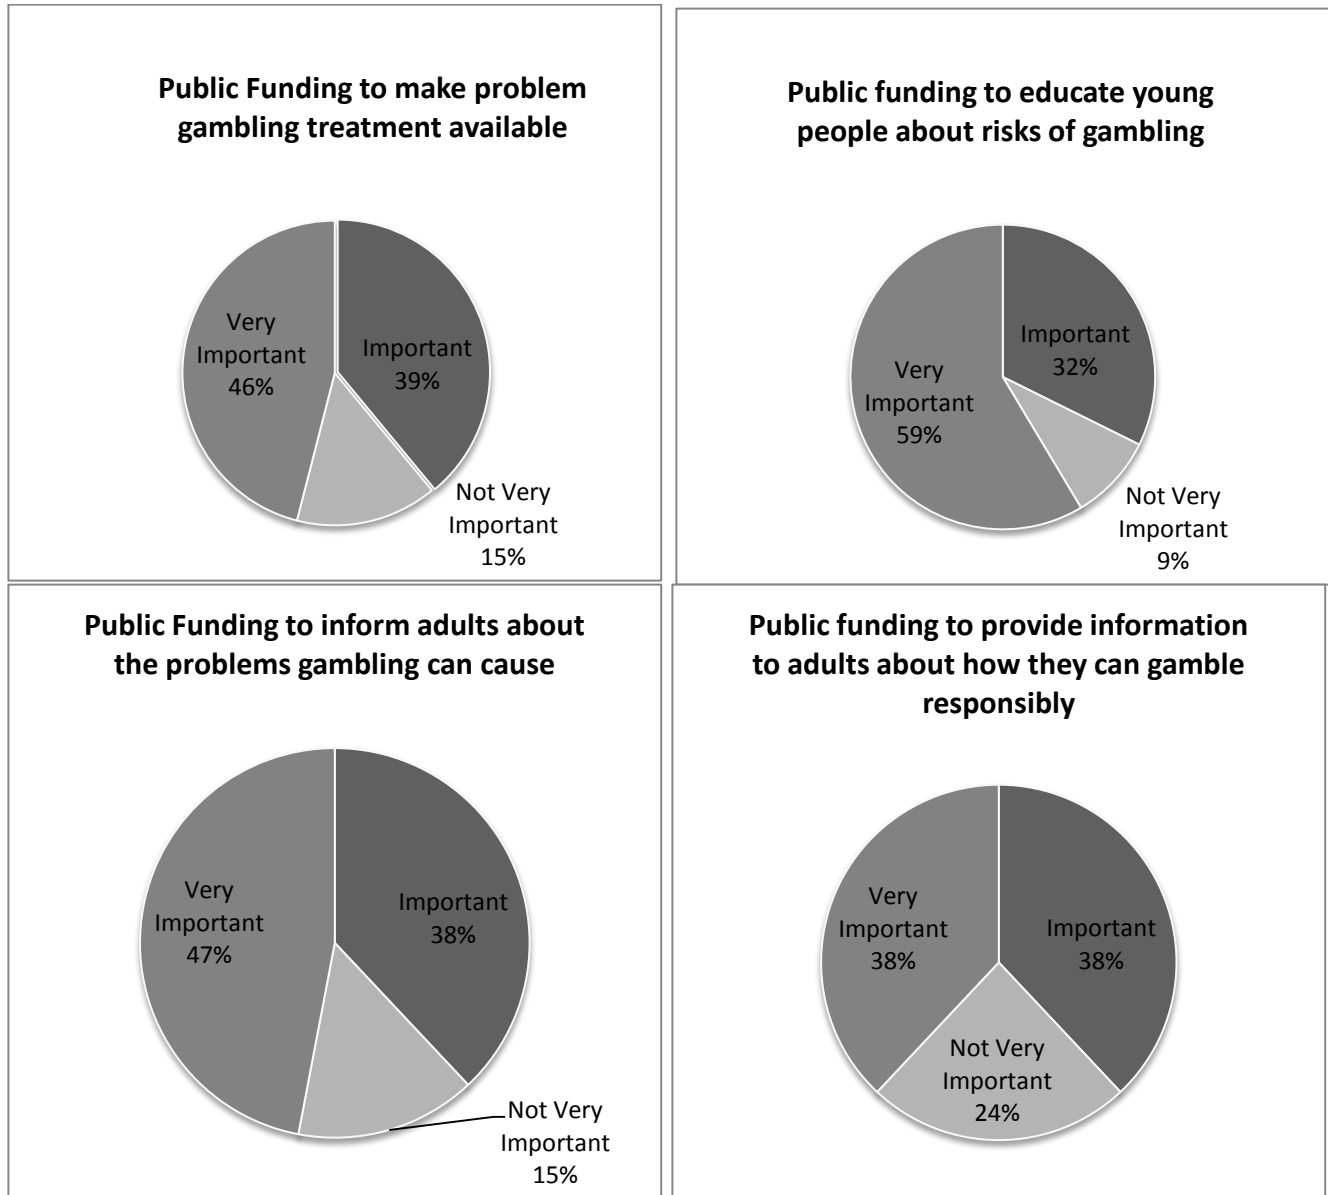 Public Funding to make problem
gambling treatment available
Very
Important
46%
Important
39%
Not Very
Important
15%
Public funding to educate young
people about risks of gambling
Very
Important
59%
Important
32%
Not Very
Important
9%
Public Funding to inform adults about
the problems gambling can cause
Very
Important
47%
Important
38%
Not Very
Important
15%
Public funding to provide information
to adults about how they can gamble
responsibly
Very
Important
38%
Important
38%
Not Very
Important
24%